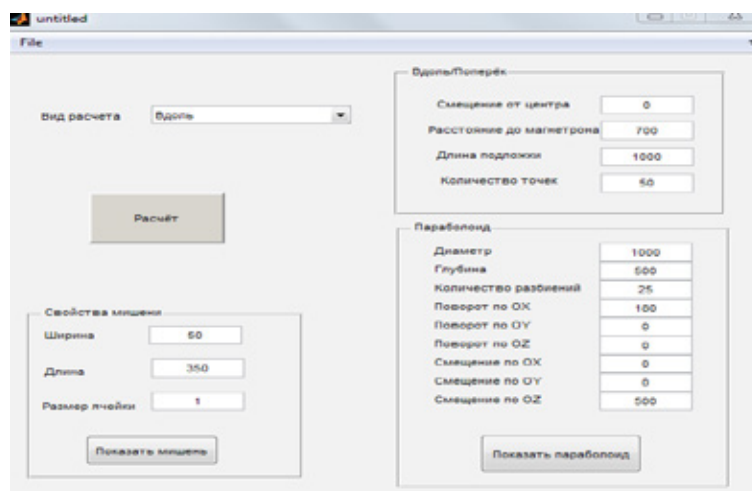 untitled
File
Вид расчета
Вдоль
Расчёт
Свойства мишени
Ширина 50
Длина 350
Размер ячейки 1
Показать мишень
Вдоль/Поперёк
Смещение от центра 0
Расстояние до магнетрона 700
Длина подложки 1000
Количество точек 50
Параболоид
Диаметр 1000
Глубина 500
Количество разбиений 25
Поворот по OX 180
Поворот по OY 0
Поворот по OZ 0
Смещение по OX 0
Смещение по OY 0
Смещение по OZ 500
Показать параболоид